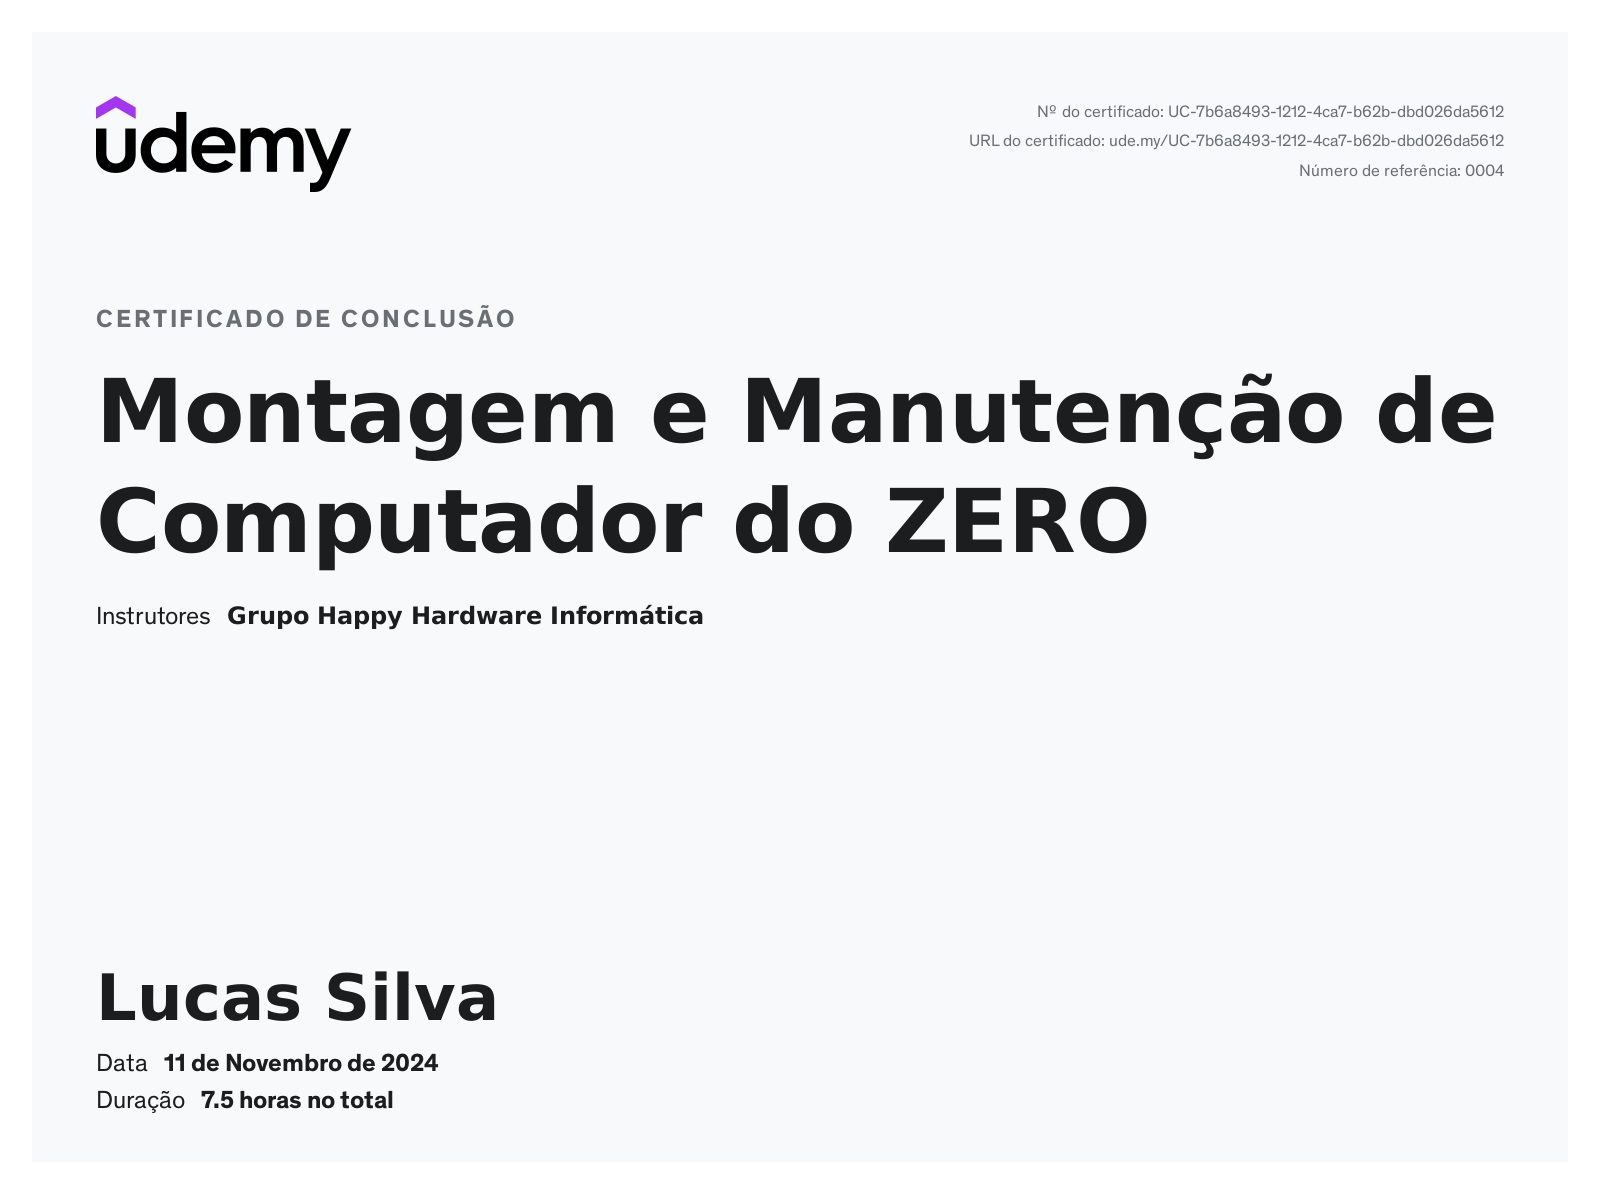 udemy
Nº do certificado: UC-7b6a8493-1212-4ca7-b62b-dbd026da5612
URL do certificado: ude.my/UC-7b6a8493-1212-4ca7-b62b-dbd026da5612
Número de referência: 0004
CERTIFICADO DE CONCLUSÃO
Montagem e Manutenção de
Computador do ZERO
Instrutores Grupo Happy Hardware Informática
Lucas Silva
Data 11 de Novembro de 2024
Duração 7.5 horas no total